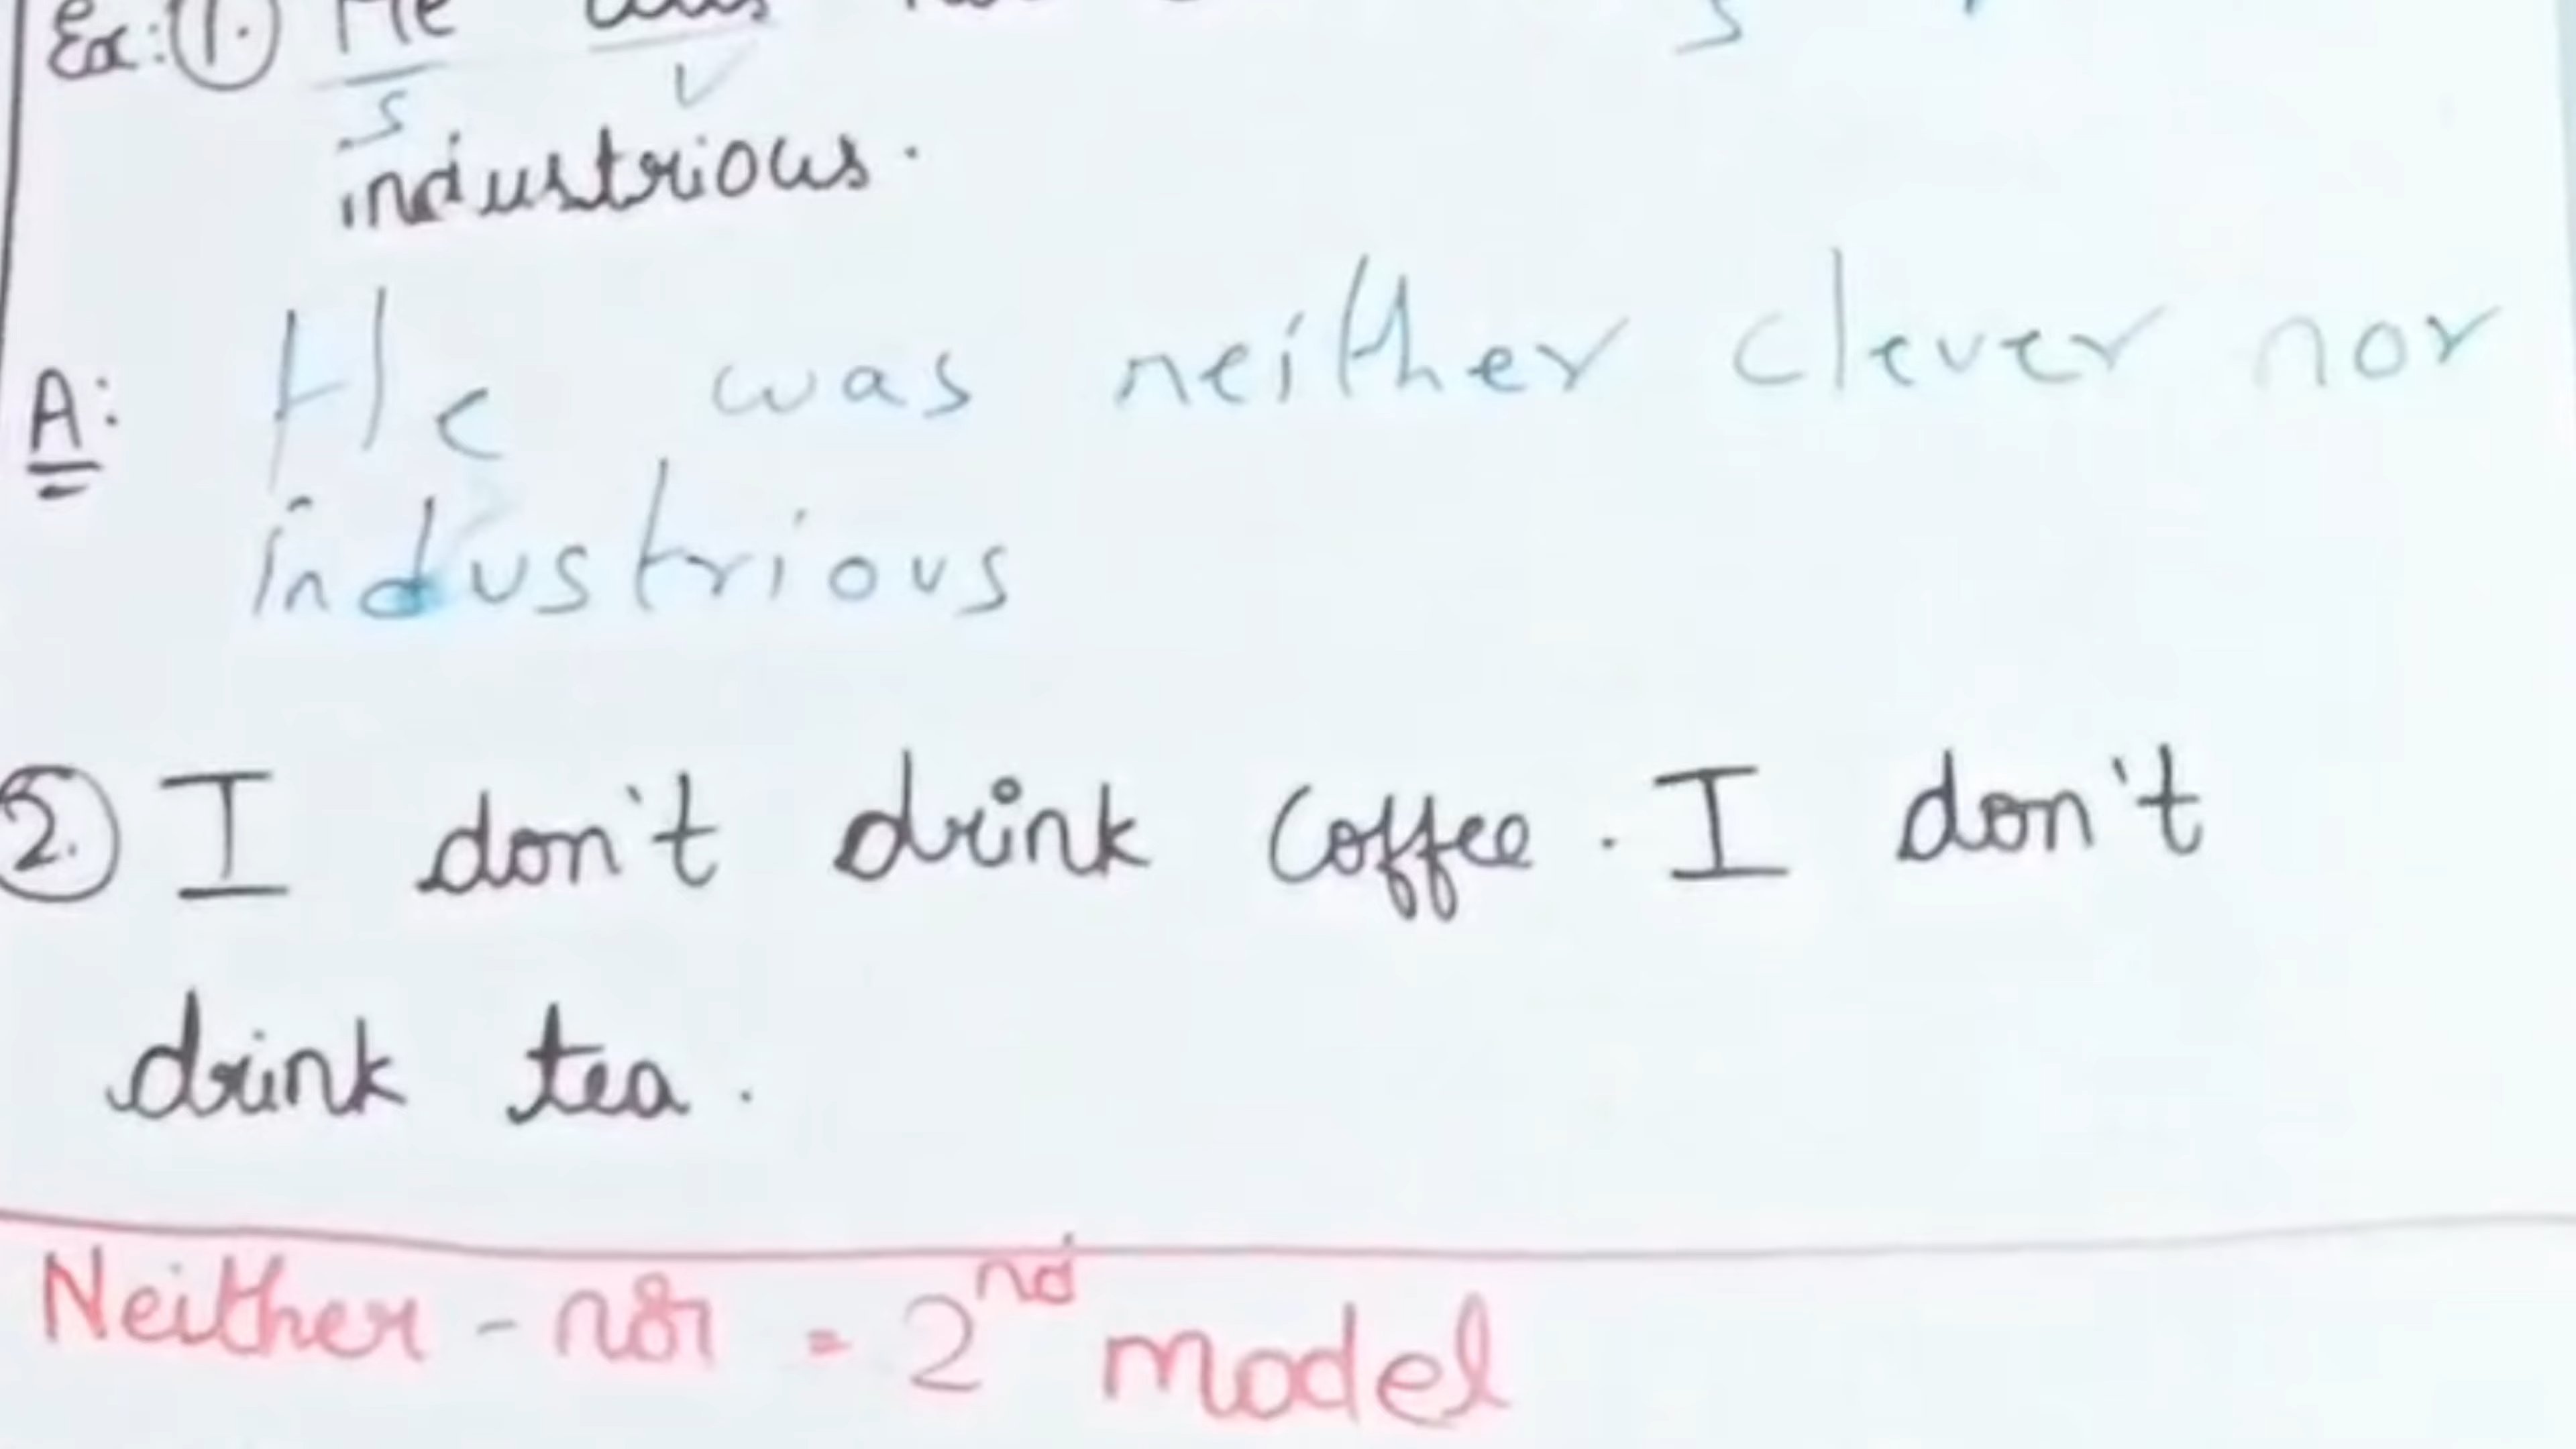 Ex: 1. He was
S V S
industrious.
A: He was neither clever nor
industrious
2. I don't drink Coffee. I don't
drink tea.
Neither - nor = 2nd model